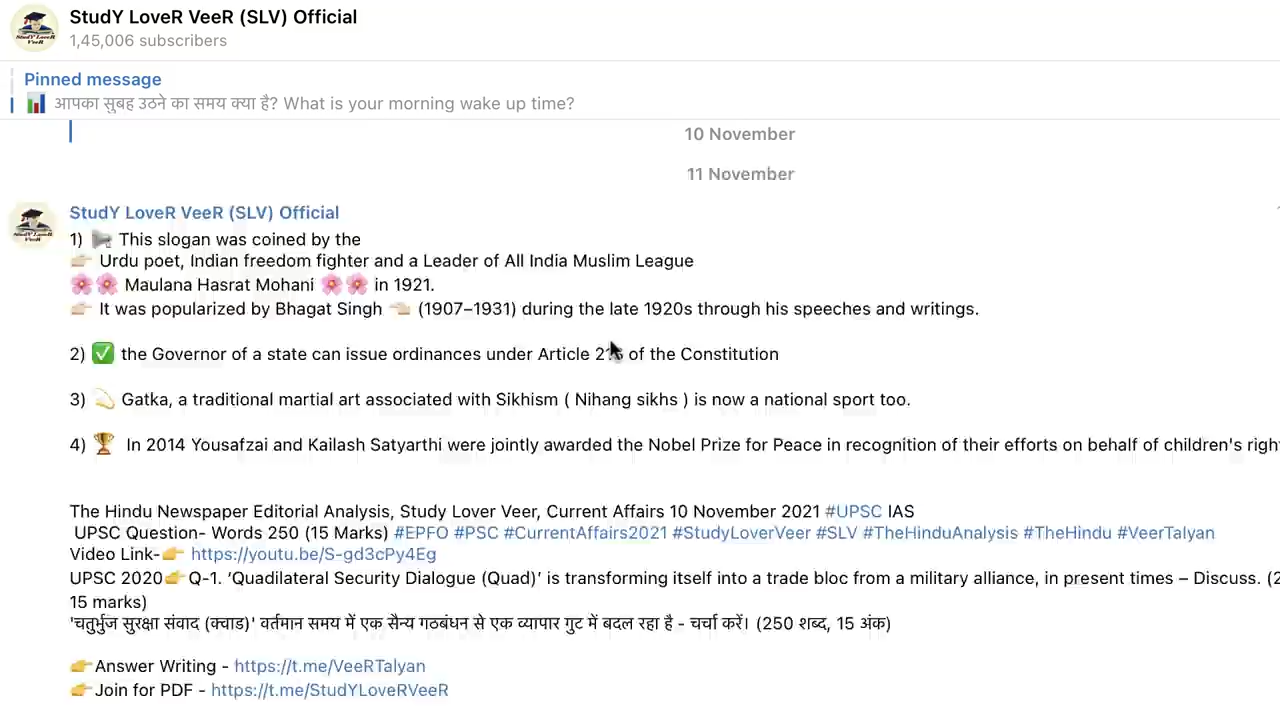 StudY LoveR VeeR (SLV) Official
1,45,006 subscribers
Pinned message
📊 आपका सुबह उठने का समय क्या है? What is your morning wake up time?
10 November
11 November
StudY LoveR VeeR (SLV) Official
1) 📢 This slogan was coined by the
👉🏻 Urdu poet, Indian freedom fighter and a Leader of All India Muslim League
🌸🌸 Maulana Hasrat Mohani 🌸🌸 in 1921.
👉🏻 It was popularized by Bhagat Singh 👈🏻 (1907–1931) during the late 1920s through his speeches and writings.
2) ✅ the Governor of a state can issue ordinances under Article of the Constitution
3) 💫 Gatka, a traditional martial art associated with Sikhism ( Nihang sikhs ) is now a national sport too.
4) 🏆 In 2014 Yousafzai and Kailash Satyarthi were jointly awarded the Nobel Prize for Peace in recognition of their efforts on behalf of children's
The Hindu Newspaper Editorial Analysis, Study Lover Veer, Current Affairs 10 November 2021 #UPSC IAS
UPSC Question- Words 250 (15 Marks) #EPFO #PSC #CurrentAffairs2021 #StudyLoverVeer #SLV #TheHinduAnalysis #TheHindu #VeerTalyan
Video Link-👉 https://youtu.be/S-gd3cPy4Eg
UPSC 2020👉Q-1. ‘Quadilateral Security Dialogue (Quad)’ is transforming itself into a trade bloc from a military alliance, in present times – Discuss.
15 marks)
'चतुर्भुज सुरक्षा संवाद (क्वाड)' वर्तमान समय में एक सैन्य गठबंधन से एक व्यापार गुट में बदल रहा है - चर्चा करें। (250 शब्द, 15 अंक)
👉Answer Writing - https://t.me/VeeRTalyan
👉Join for PDF - https://t.me/StudYLoveRVeeR